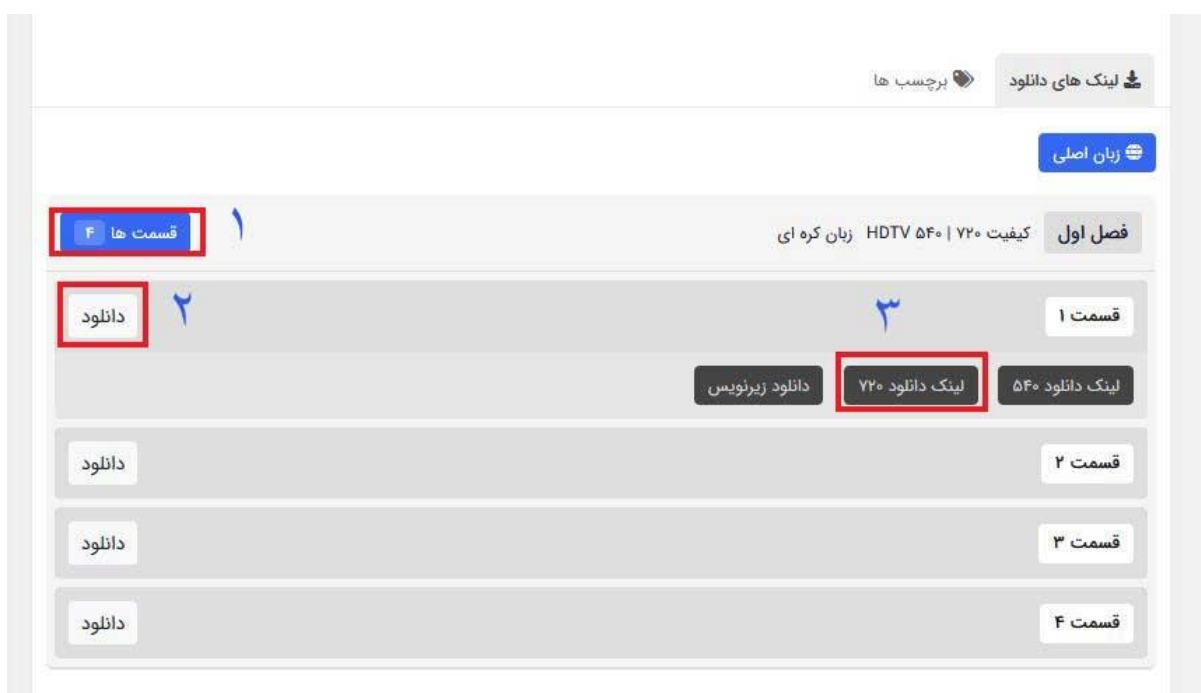 لینک های دانلود برچسب ها
زبان اصلی
فصل اول کیفیت ۷۲۰ | ۵۴۰ HDTV زبان کره ای ۱ قسمت ها ۴
قسمت ۱ ۳ ۲ دانلود
لینک دانلود ۵۴۰ لینک دانلود ۷۲۰ دانلود زیرنویس
قسمت ۲ دانلود
قسمت ۳ دانلود
قسمت ۴ دانلود